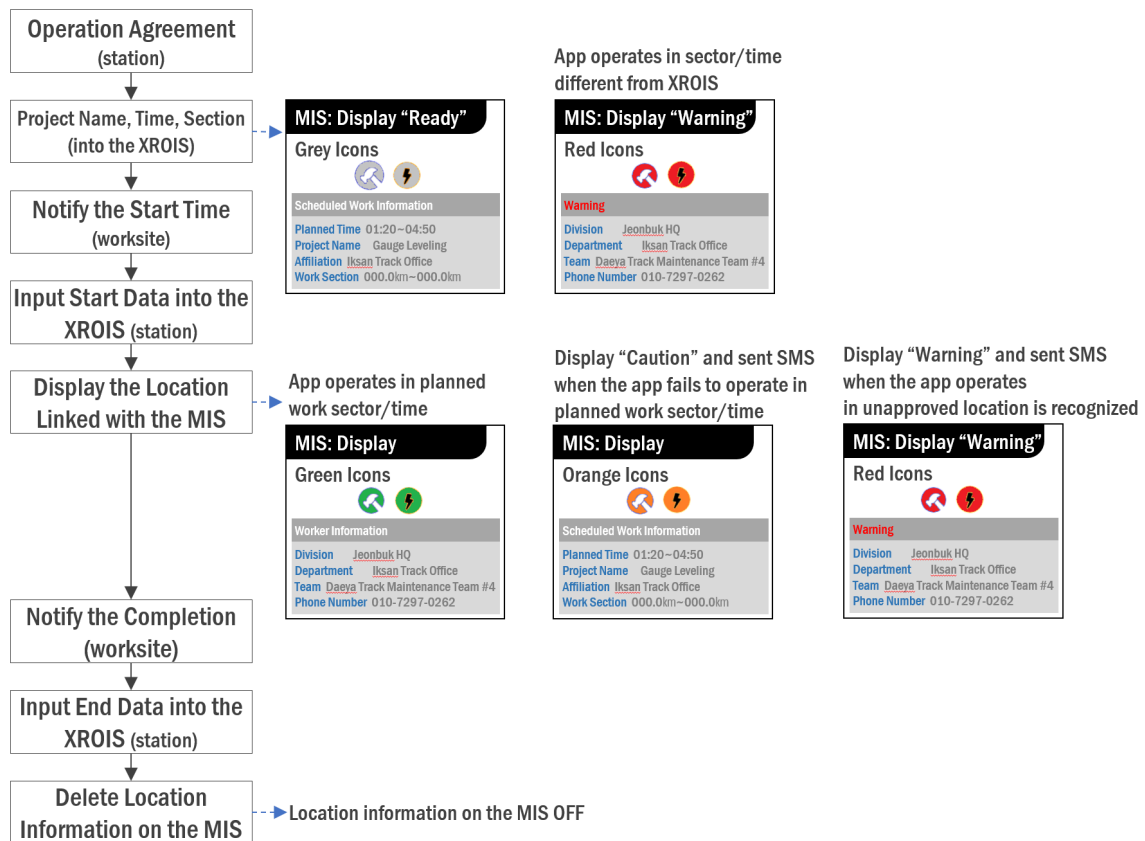 Operation Agreement
(station)
Project Name, Time, Section
(into the XROIS)
Notify the Start Time
(worksite)
Input Start Data into the
XROIS (station)
Display the Location
Linked with the MIS
Notify the Completion
(worksite)
Input End Data into the
XROIS (station)
Delete Location
Information on the MIS
MIS: Display “Ready”
Grey Icons
Scheduled Work Information
Planned Time 01:20~04:50
Project Name Gauge Leveling
Affiliation Iksan Track Office
Work Section 000.0km~000.0km
App operates in sector/time
different from XROIS
MIS: Display “Warning”
Red Icons
Warning
Division Jeonbuk HQ
Department Iksan Track Office
Team Daeya Track Maintenance Team #4
Phone Number 010-7297-0262
App operates in planned
work sector/time
MIS: Display
Green Icons
Worker Information
Division Jeonbuk HQ
Department Iksan Track Office
Team Daeya Track Maintenance Team #4
Phone Number 010-7297-0262
Display “Caution” and sent SMS
when the app fails to operate in
planned work sector/time
MIS: Display
Orange Icons
Scheduled Work Information
Planned Time 01:20~04:50
Project Name Gauge Leveling
Affiliation Iksan Track Office
Work Section 000.0km~000.0km
Display “Warning” and sent SMS
when the app operates
in unapproved location is recognized
MIS: Display “Warning”
Red Icons
Warning
Division Jeonbuk HQ
Department Iksan Track Office
Team Daeya Track Maintenance Team #4
Phone Number 010-7297-0262
Location information on the MIS OFF